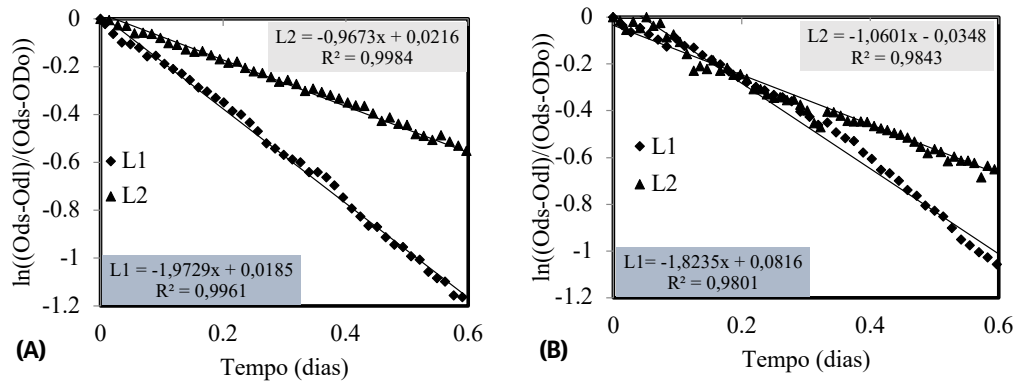 ln((Ods-Odl)/(Ods-ODo))
0
-0.2
-0.4
-0.6
-0.8
-1
-1.2
L2 = -0,9673x + 0,0216
R² = 0,9984
L1
L2
L1 = -1,9729x + 0,0185
R² = 0,9961
0
0.2
0.4
0.6
Tempo (dias)
(A)
ln((Ods-Odl)/(Ods-ODo))
0
-0.2
-0.4
-0.6
-0.8
-1
-1.2
L2 = -1,0601x - 0,0348
R² = 0,9843
L1
L2
L1= -1,8235x + 0,0816
R² = 0,9801
0
0.2
0.4
0.6
Tempo (dias)
(B)